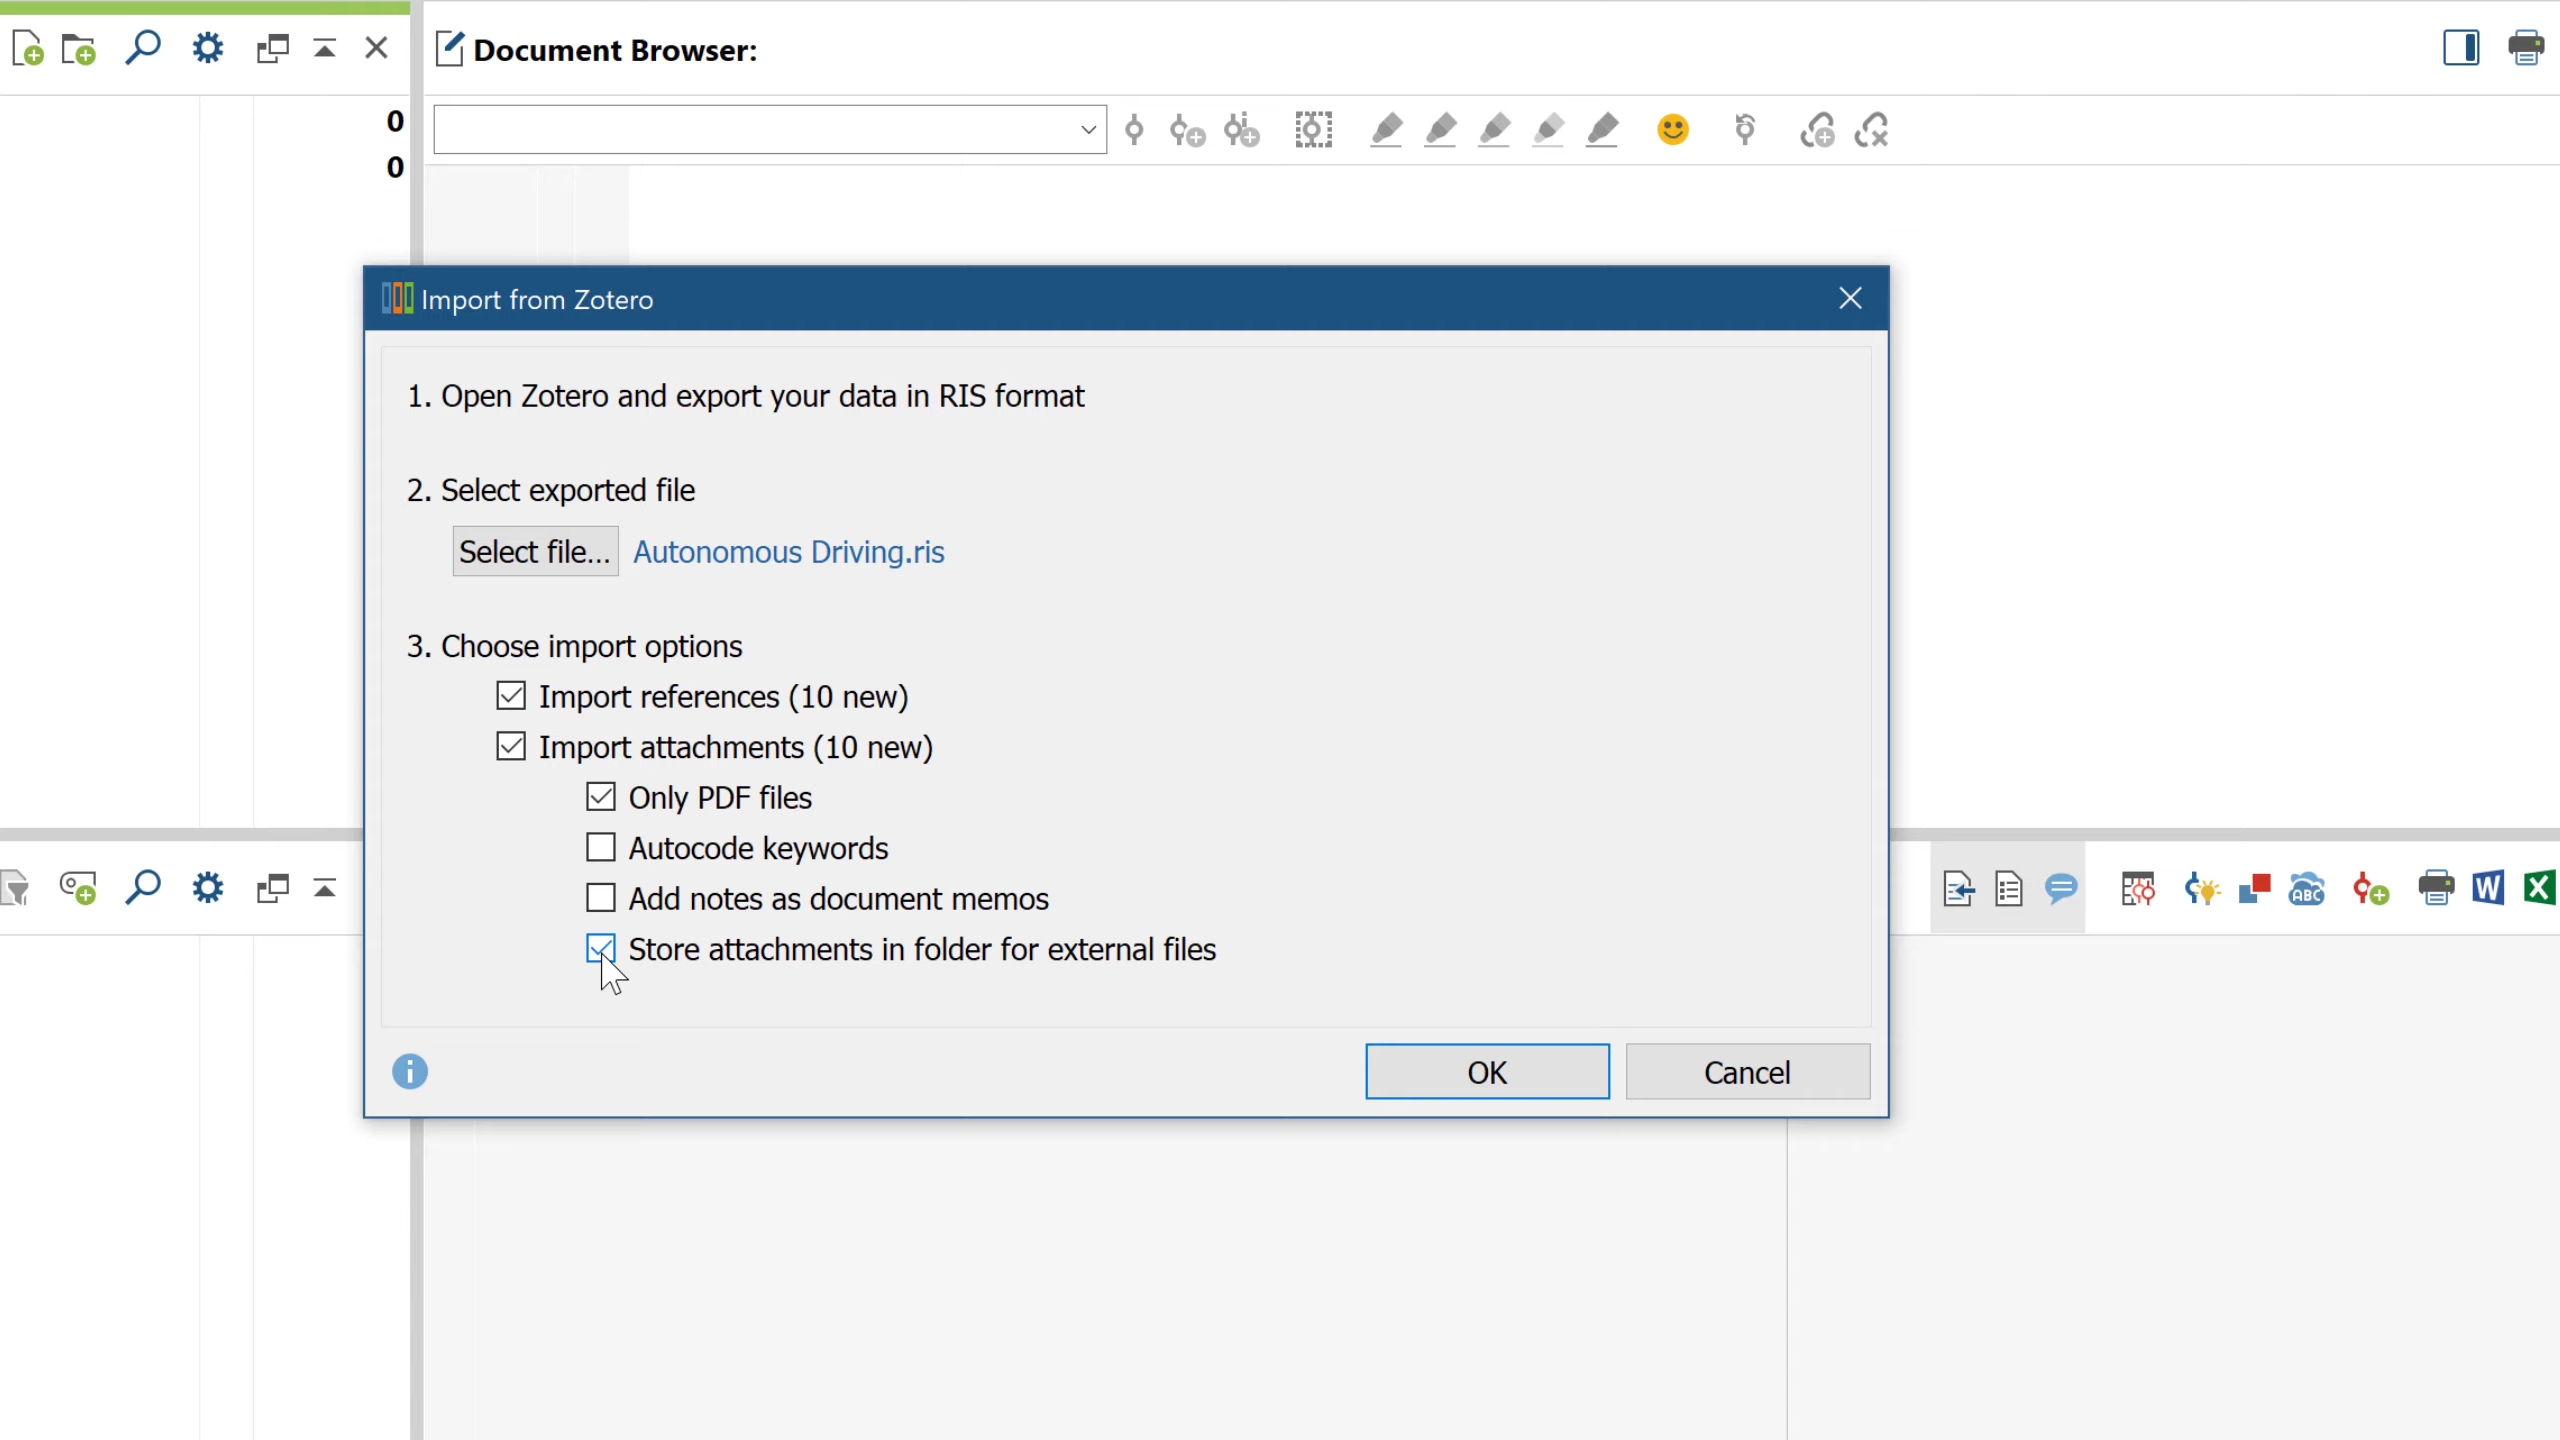 Document Browser:
0
0
Import from Zotero
1. Open Zotero and export your data in RIS format
2. Select exported file
Select file... Autonomous Driving.ris
3. Choose import options
Import references (10 new)
Import attachments (10 new)
Only PDF files
Autocode keywords
Add notes as document memos
Store attachments in folder for external files
ABC
W
X
i
OK
Cancel